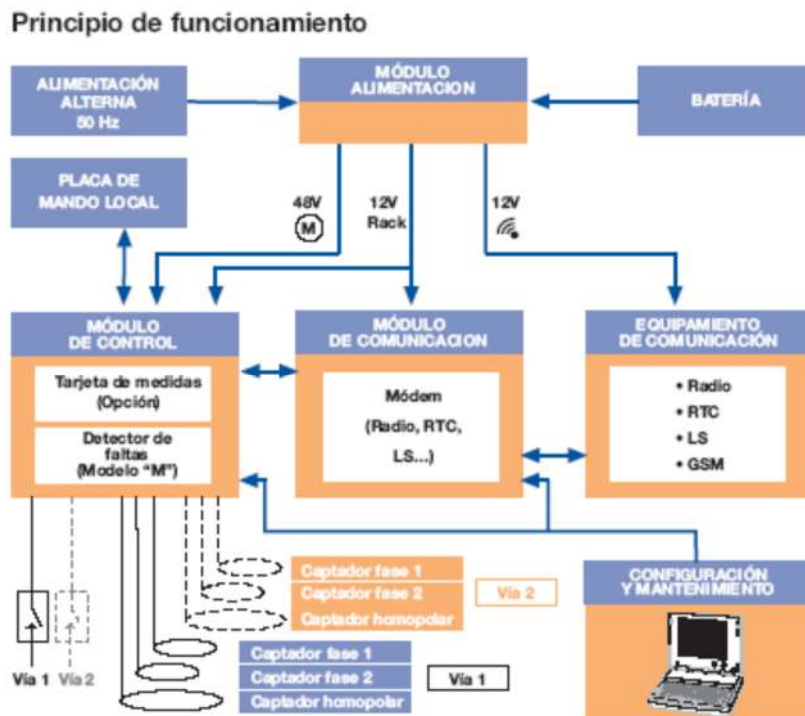 Principio de funcionamiento
ALIMENTACIÓN
ALTERNA
50 Hz
MÓDULO
ALIMENTACION
BATERÍA
PLACA DE
MANDO LOCAL
48V
M
12V
Rack
12V
MÓDULO
DE CONTROL
Tarjeta de medidas
(Opción)
Detector de
faltas
(Modelo "M")
MÓDULO
DE COMUNICACION
Módem
(Radio, RTC,
LS...)
EQUIPAMIENTO
DE COMUNICACIÓN
• Radio
• RTC
• LS
• GSM
Captador fase 1
Captador fase 2
Captador homopolar
Vía 2
Captador fase 1
Captador fase 2
Captador homopolar
Vía 1
Vía 1 Vía 2
CONFIGURACIÓN
Y MANTENIMIENTO